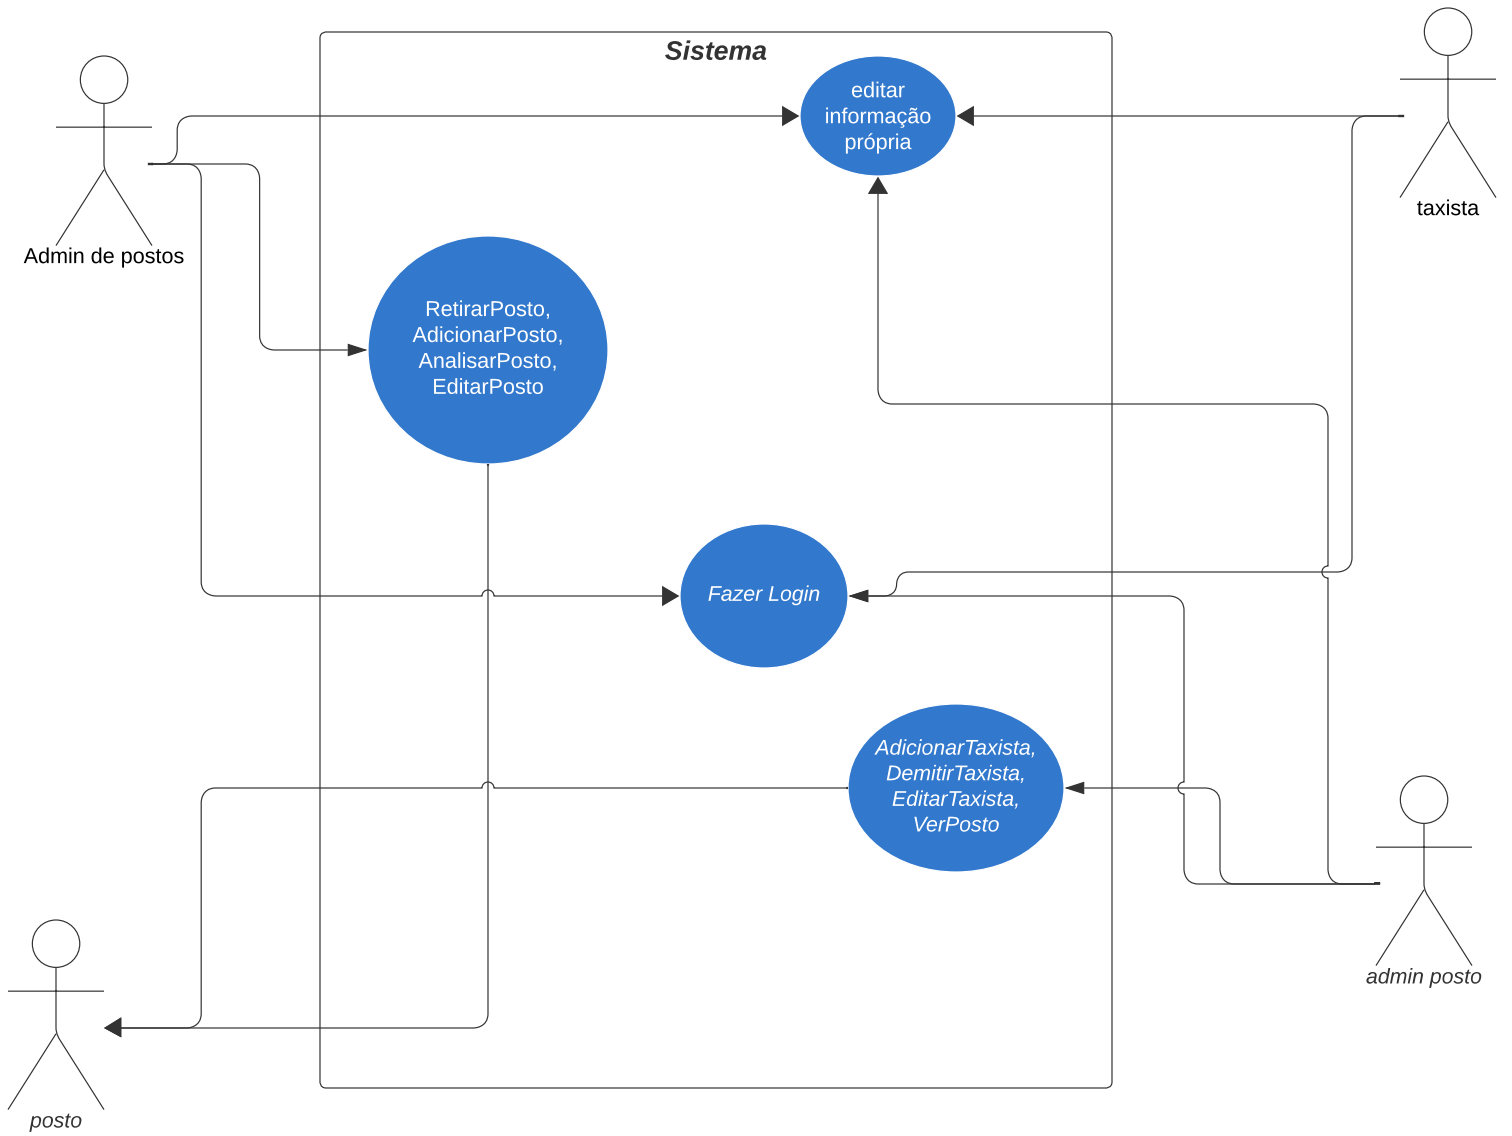 Sistema
editar
informação
própria
taxista
Admin de postos
RetirarPosto,
AdicionarPosto,
AnalisarPosto,
EditarPosto
Fazer Login
AdicionarTaxista,
DemitirTaxista,
EditarTaxista,
VerPosto
admin posto
posto